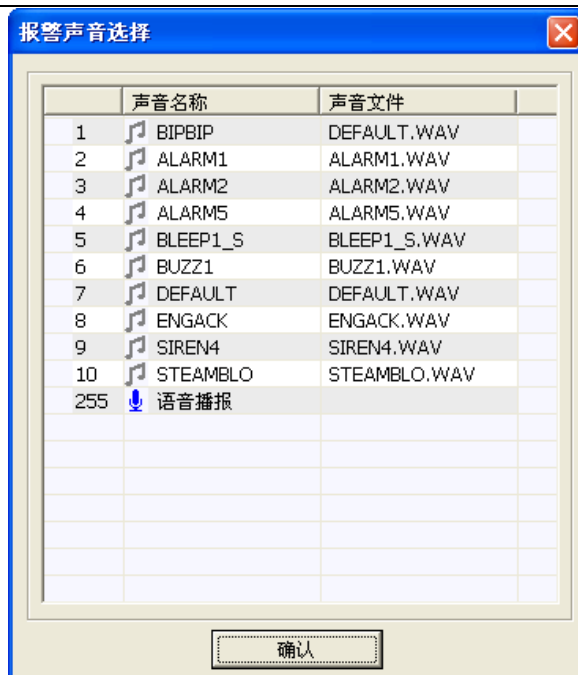 报警声音选择
声音名称 声音文件
1 BIPBIP DEFAULT.WAV
2 ALARM1 ALARM1.WAV
3 ALARM2 ALARM2.WAV
4 ALARM5 ALARM5.WAV
5 BLEEP1_S BLEEP1_S.WAV
6 BUZZ1 BUZZ1.WAV
7 DEFAULT DEFAULT.WAV
8 ENGACK ENGACK.WAV
9 SIREN4 SIREN4.WAV
10 STEAMBLO STEAMBLO.WAV
255 语音播报
确认